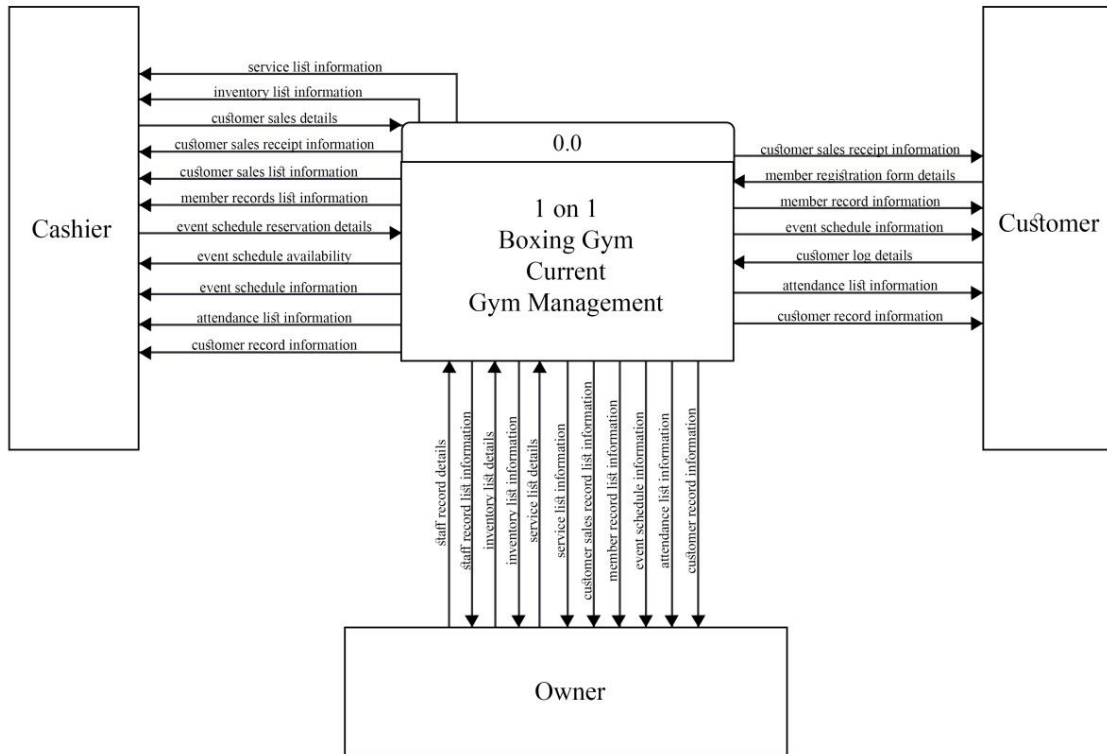 service list information
inventory list information
customer sales details
customer sales receipt information
customer sales list information
member records list information
event schedule reservation details
event schedule availability
event schedule information
attendance list information
customer record information
Cashier
0.0
1 on 1
Boxing Gym
Current
Gym Management
customer sales receipt information
member registration form details
member record information
event schedule information
customer log details
attendance list information
customer record information
Customer
staff record details
staff record list information
inventory list details
inventory list information
service list details
service list information
customer sales record list information
member record list information
event schedule information
attendance list information
customer record information
Owner